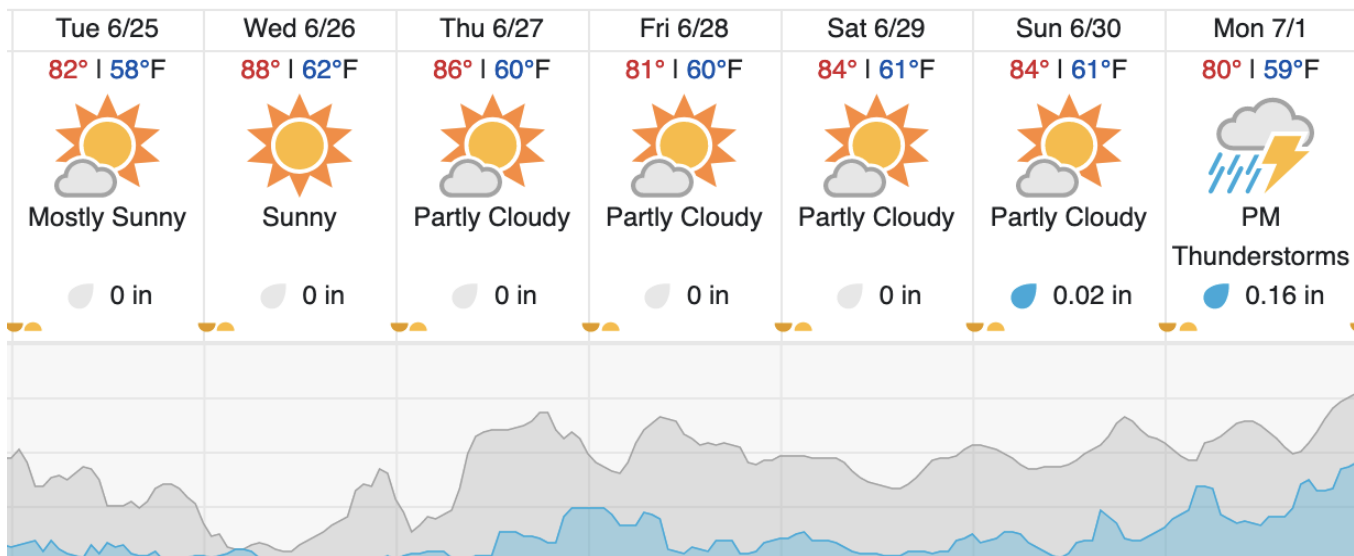 Tue 6/25 Wed 6/26 Thu 6/27 Fri 6/28 Sat 6/29 Sun 6/30 Mon 7/1
82° | 58°F 88° | 62°F 86° | 60°F 81° | 60°F 84° | 61°F 84° | 61°F 80° | 59°F
Mostly Sunny Sunny Partly Cloudy Partly Cloudy Partly Cloudy Partly Cloudy PM
Thunderstorms
0 in 0 in 0 in 0 in 0 in 0.02 in 0.16 in